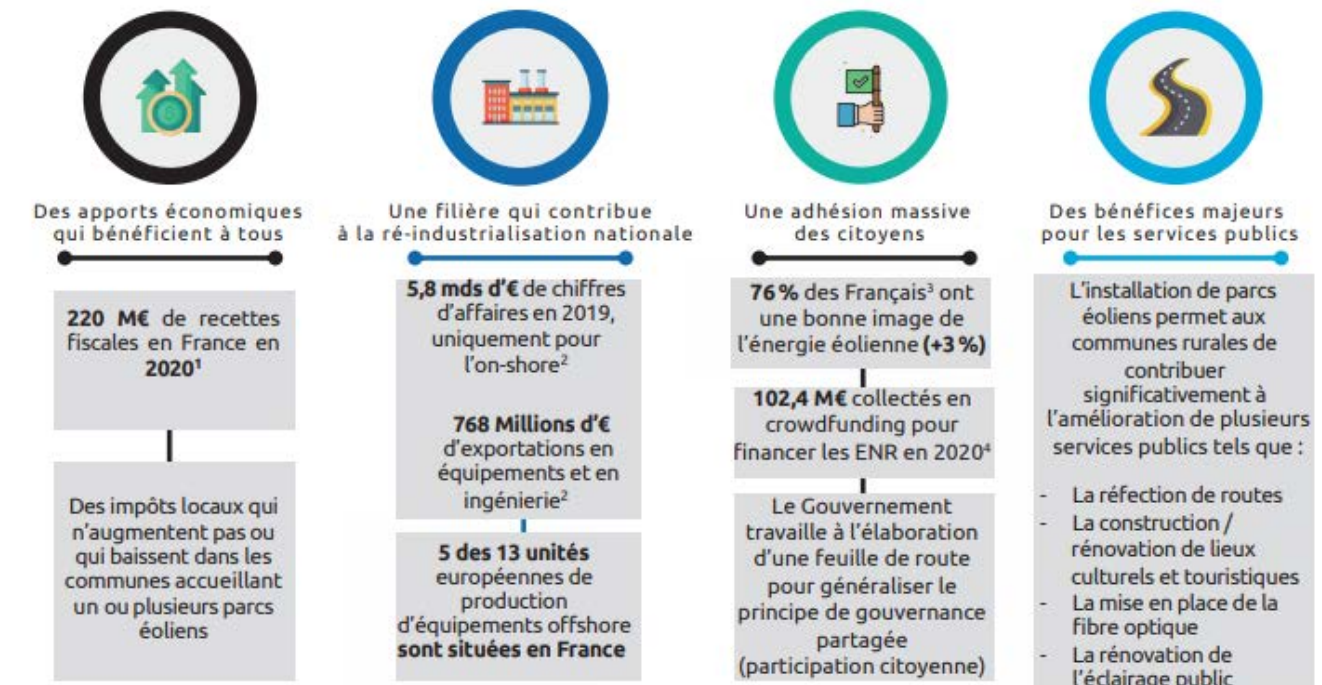 Des apports économiques
qui bénéficient à tous
220 M€ de recettes
fiscales en France en
2020¹
Des impôts locaux qui
n'augmentent pas ou
qui baissent dans les
communes accueillant
un ou plusieurs parcs
éoliens
Une filière qui contribue
à la ré-industrialisation nationale
5,8 mds d'€ de chiffres
d'affaires en 2019,
uniquement pour
l'on-shore²
768 Millions d'€
d'exportations en
équipements et en
ingénierie²
5 des 13 unités
européennes de
production
d'équipements offshore
sont situées en France
Une adhésion massive
des citoyens
76 % des Français³ ont
une bonne image de
l'énergie éolienne (+3 %)
102,4 M€ collectés en
crowdfunding pour
financer les ENR en 2020⁴
Le Gouvernement
travaille à l'élaboration
d'une feuille de route
pour généraliser le
principe de gouvernance
partagée
(participation citoyenne)
Des bénéfices majeurs
pour les services publics
L'installation de parcs
éoliens permet aux
communes rurales de
contribuer
significativement à
l'amélioration de plusieurs
services publics tels que :
- La réfection de routes
- La construction /
rénovation de lieux
culturels et touristiques
- La mise en place de la
fibre optique
- La rénovation de
l'éclairage public